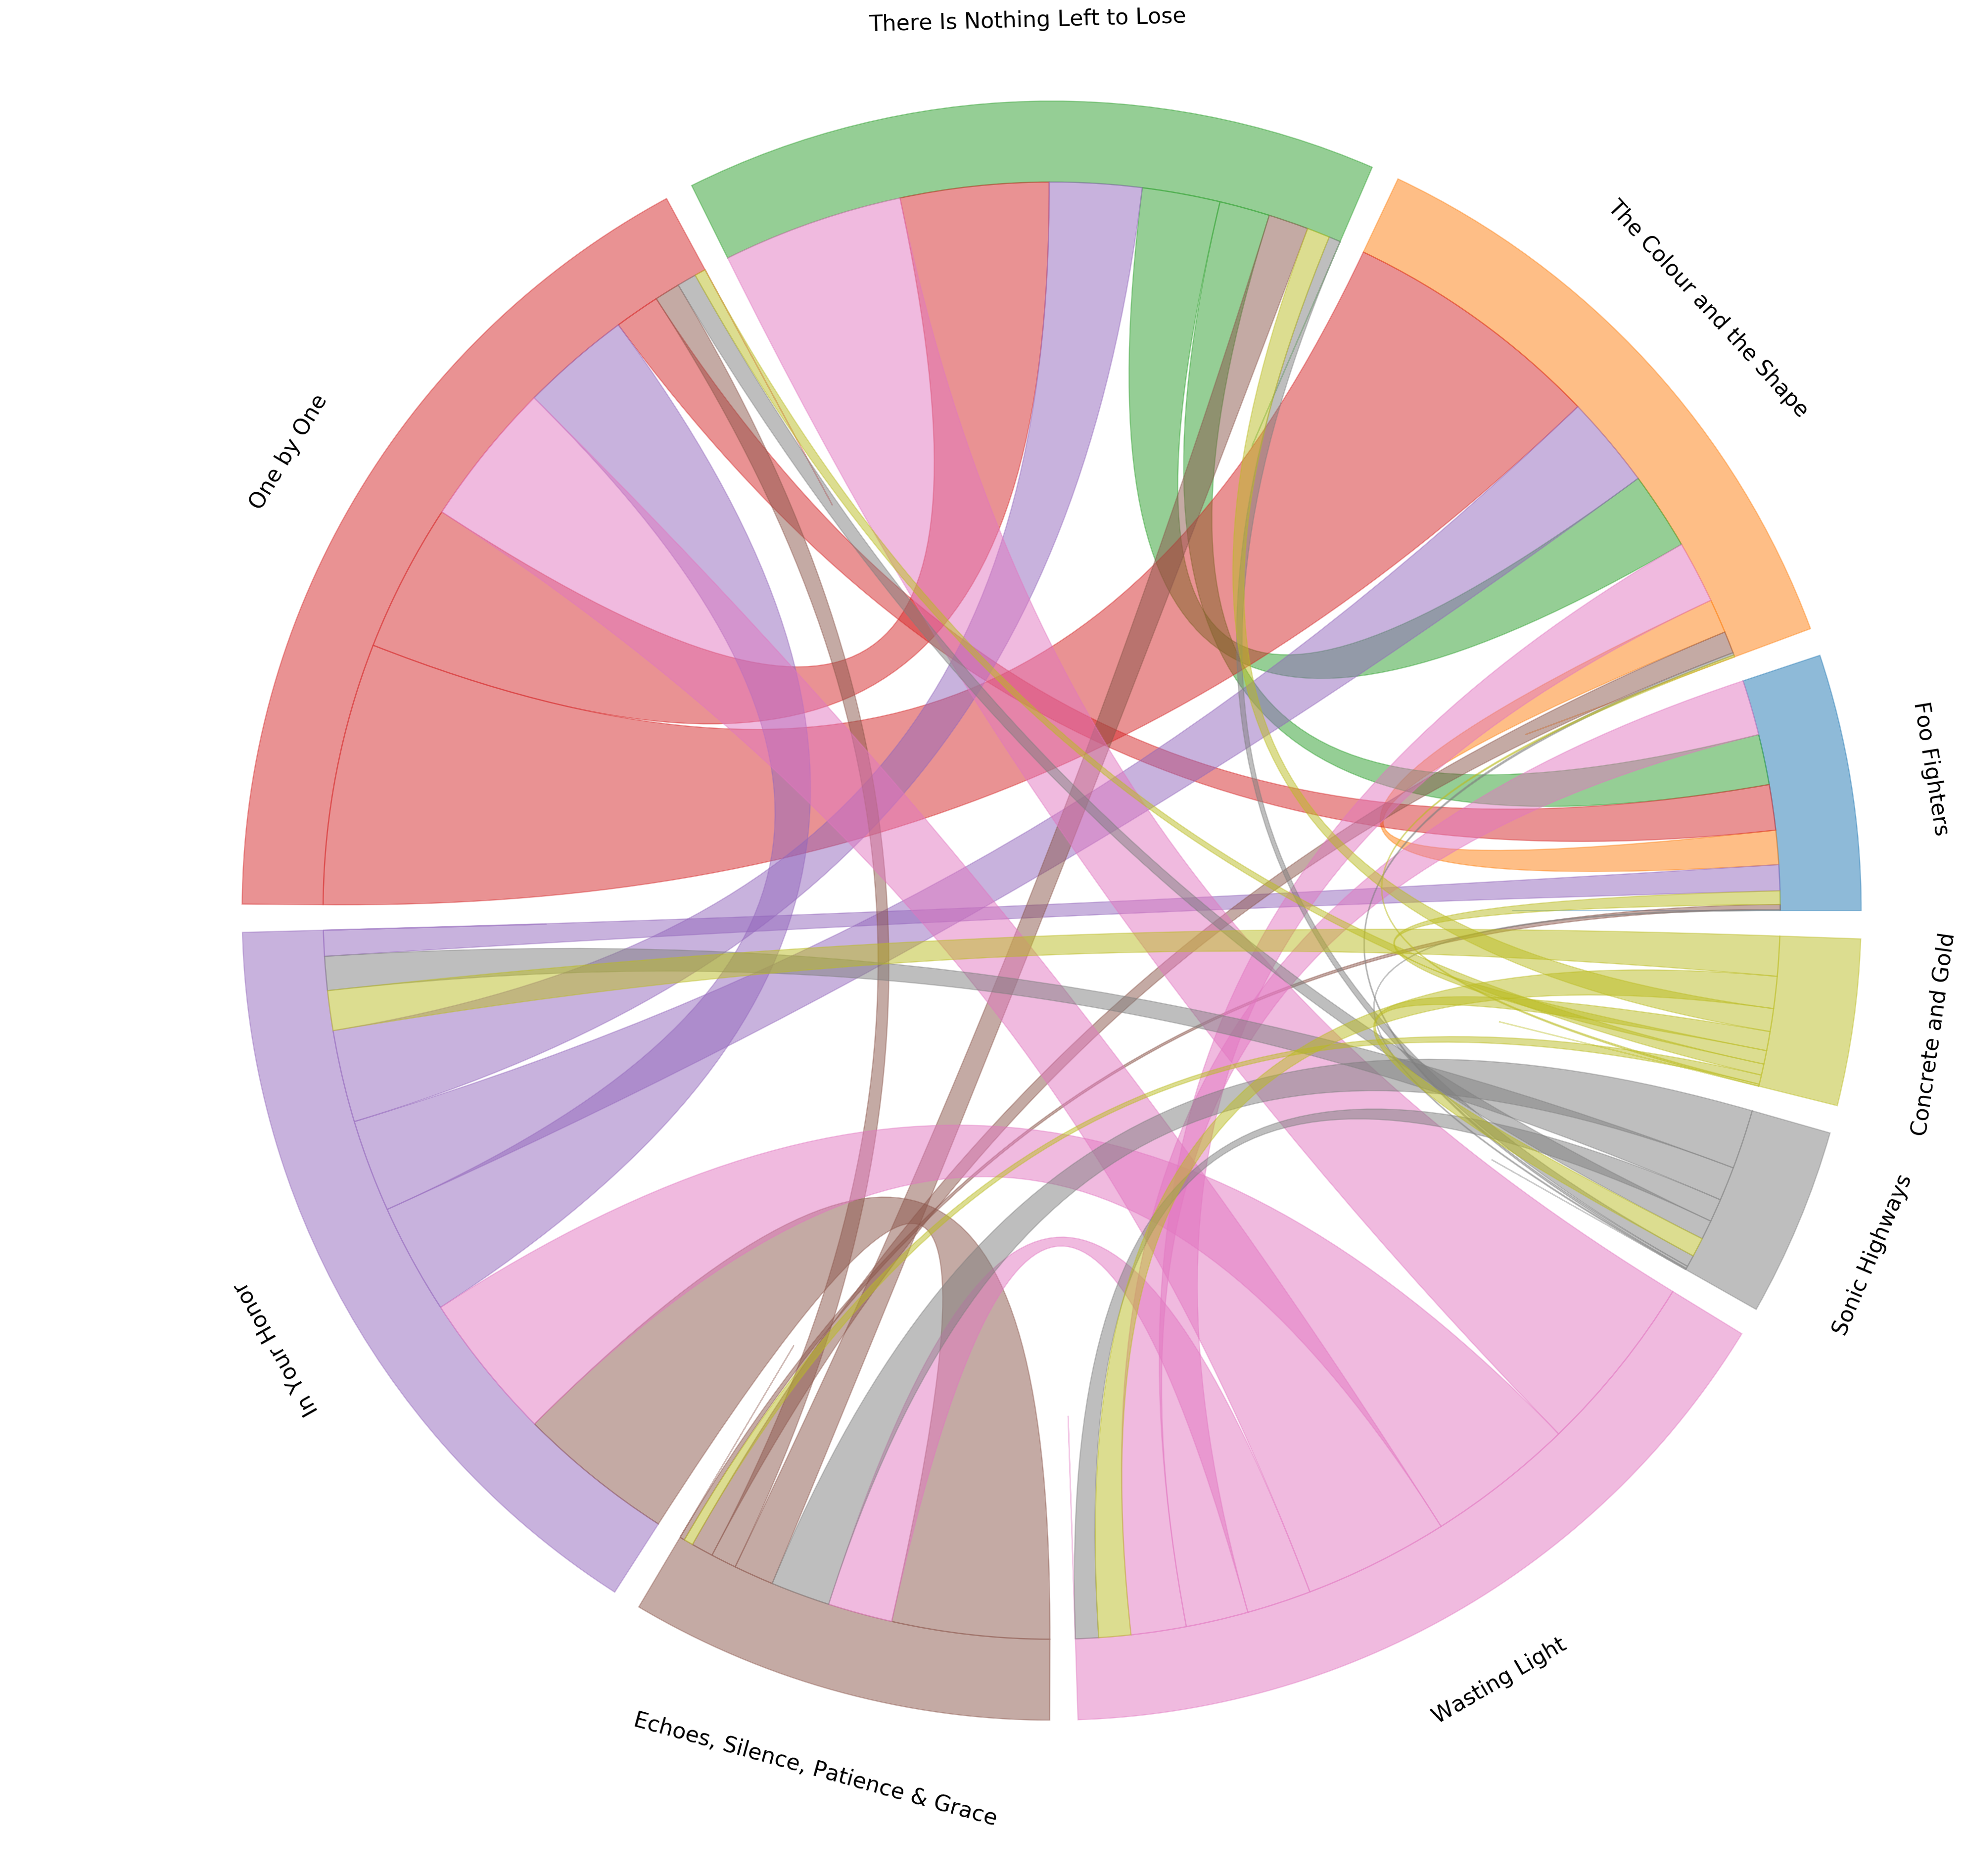 There Is Nothing Left to Lose
The Colour and the Shape
Foo Fighters
Concrete and Gold
Sonic Highways
Wasting Light
Echoes, Silence, Patience & Grace
In Your Honor
One by One